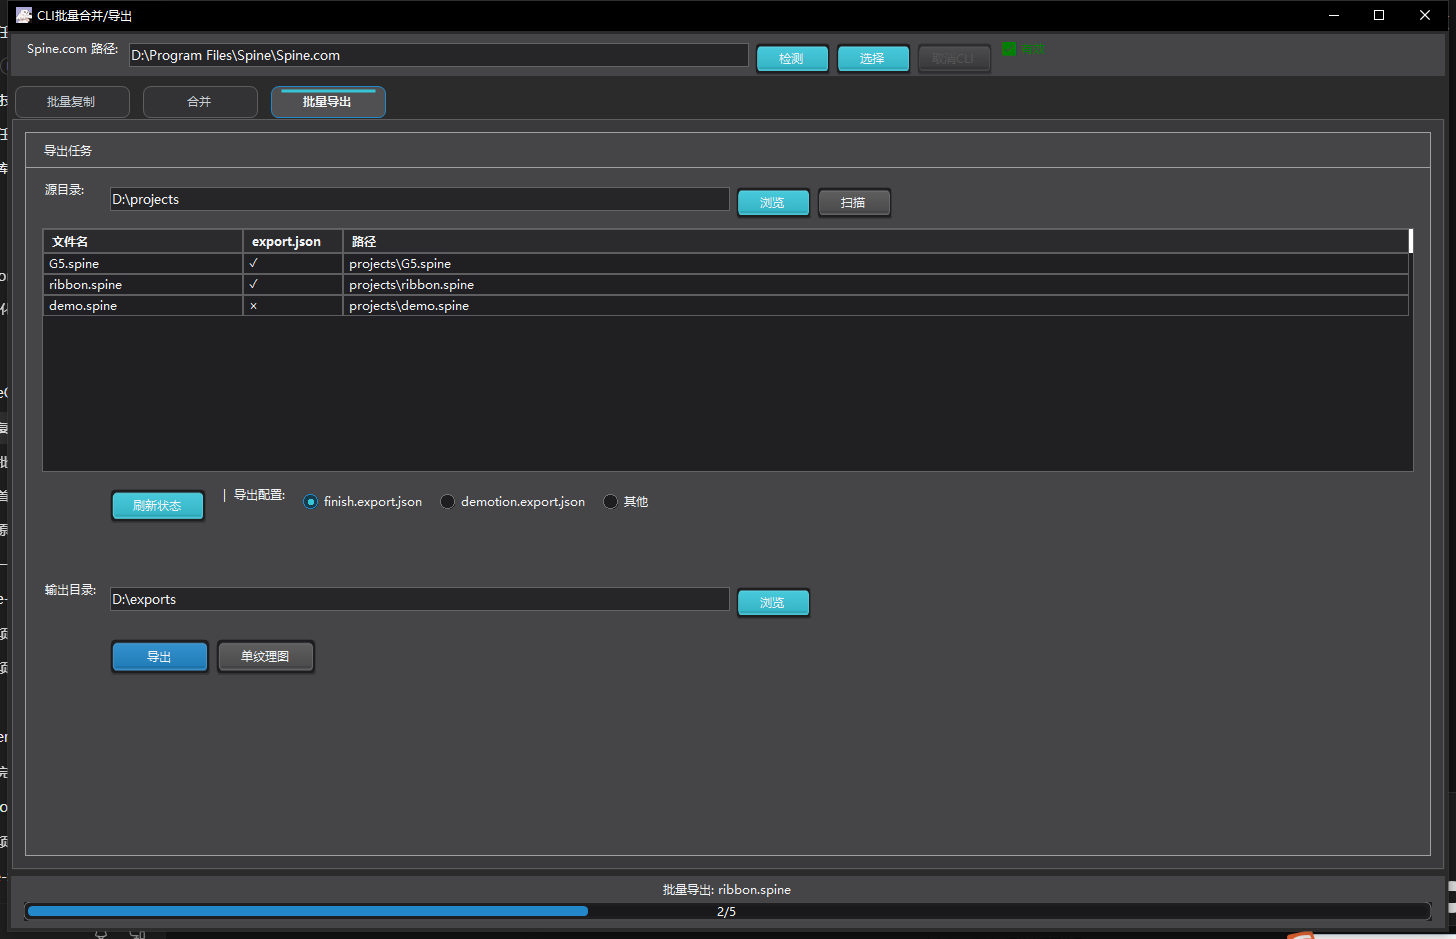 CLI批量合并/导出
Spine.com 路径: D:\Program Files\Spine\Spine.com 检测 选择 取消CLI 有效
批量复制 合并 批量导出
导出任务
源目录: D:\projects 浏览 扫描
文件名 export.json 路径
G5.spine ✓ projects\G5.spine
ribbon.spine ✓ projects\ribbon.spine
demo.spine × projects\demo.spine
刷新状态 | 导出配置: finish.export.json demotion.export.json 其他
输出目录: D:\exports 浏览
导出 单纹理图
批量导出: ribbon.spine
2/5